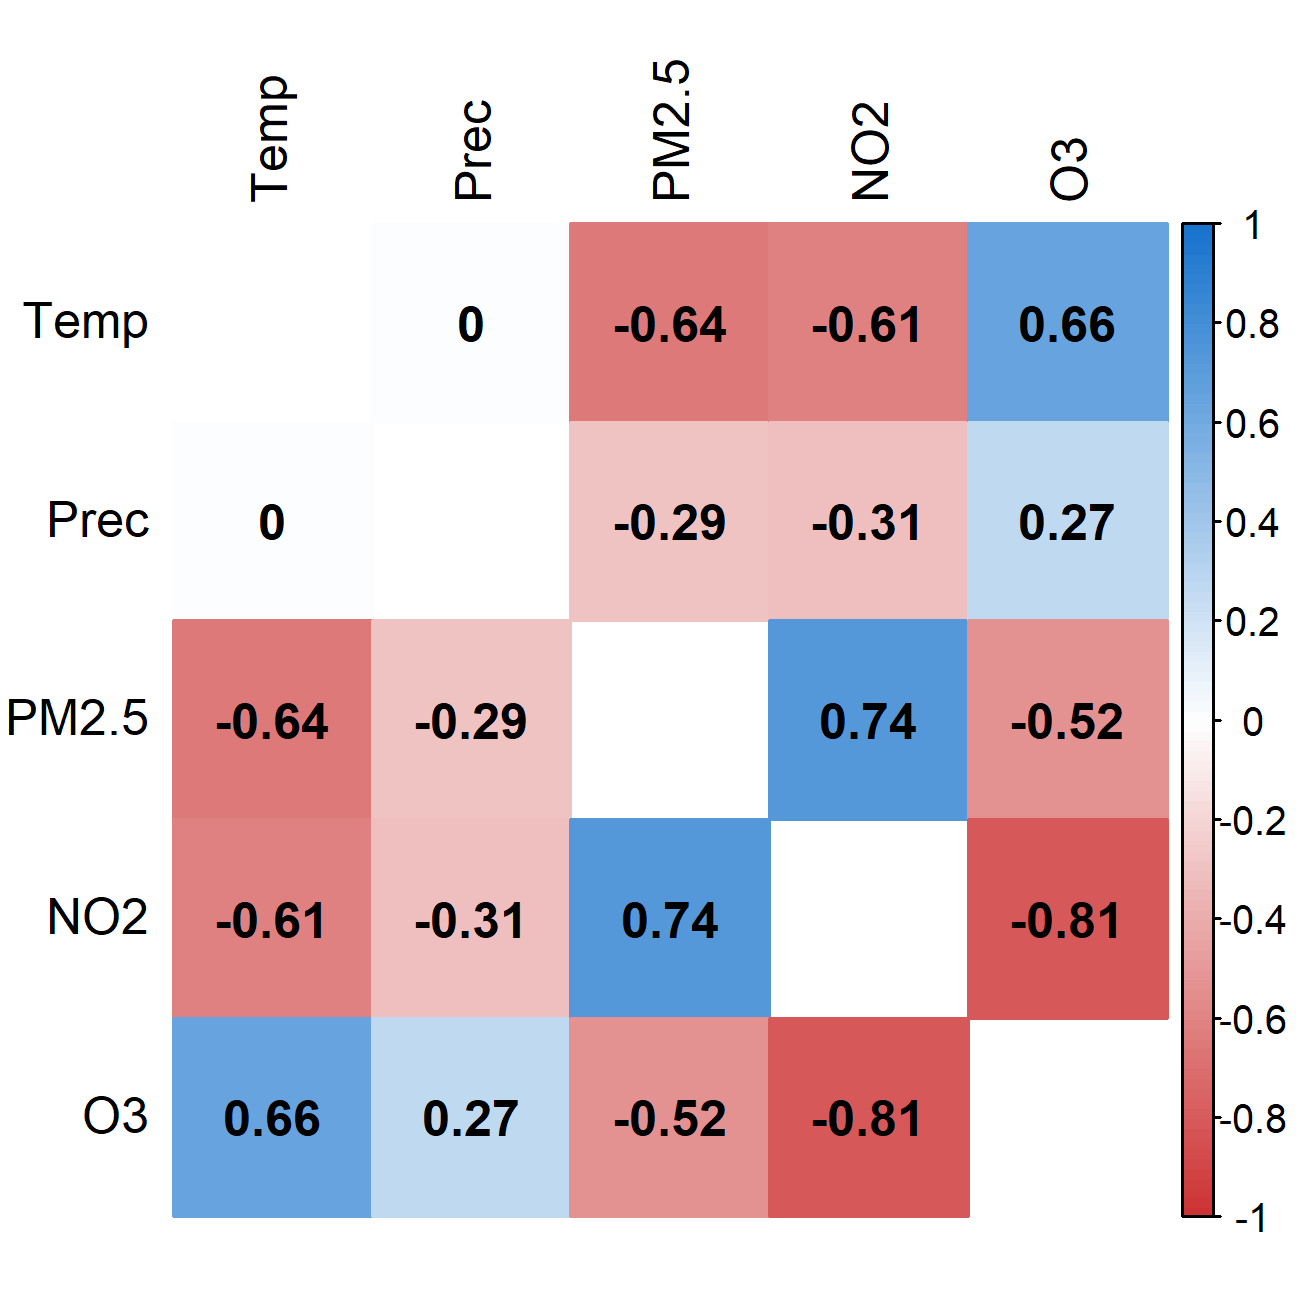 Temp Prec PM2.5 NO2 O3
Temp 0 -0.64 -0.61 0.66
Prec 0 -0.29 -0.31 0.27
PM2.5 -0.64 -0.29 0.74 -0.52
NO2 -0.61 -0.31 0.74 -0.81
O3 0.66 0.27 -0.52 -0.81
1
0.8
0.6
0.4
0.2
0
-0.2
-0.4
-0.6
-0.8
-1